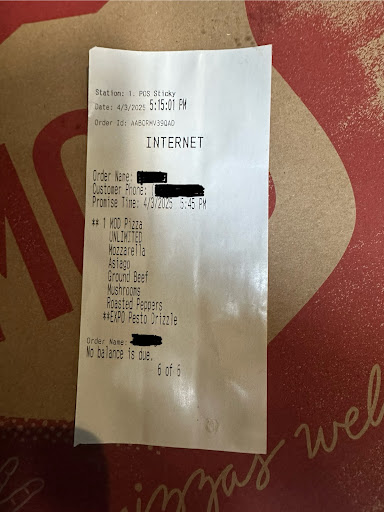 Station: 1. POS Sticky
Date: 4/3/2025 5:15:01 PM
Order Id: AABCRMV39QAD
INTERNET
Order Name:
Customer Phone:
Promise Time: 4/3/2025 5:45 PM
## 1 MOD Pizza
UNLIMITED
Mozzarella
Asiago
Ground Beef
Mushrooms
Roasted Peppers
##EXPO Pesto Drizzle
Order Name:
No balance is due.
6 of 6
pizzas wel